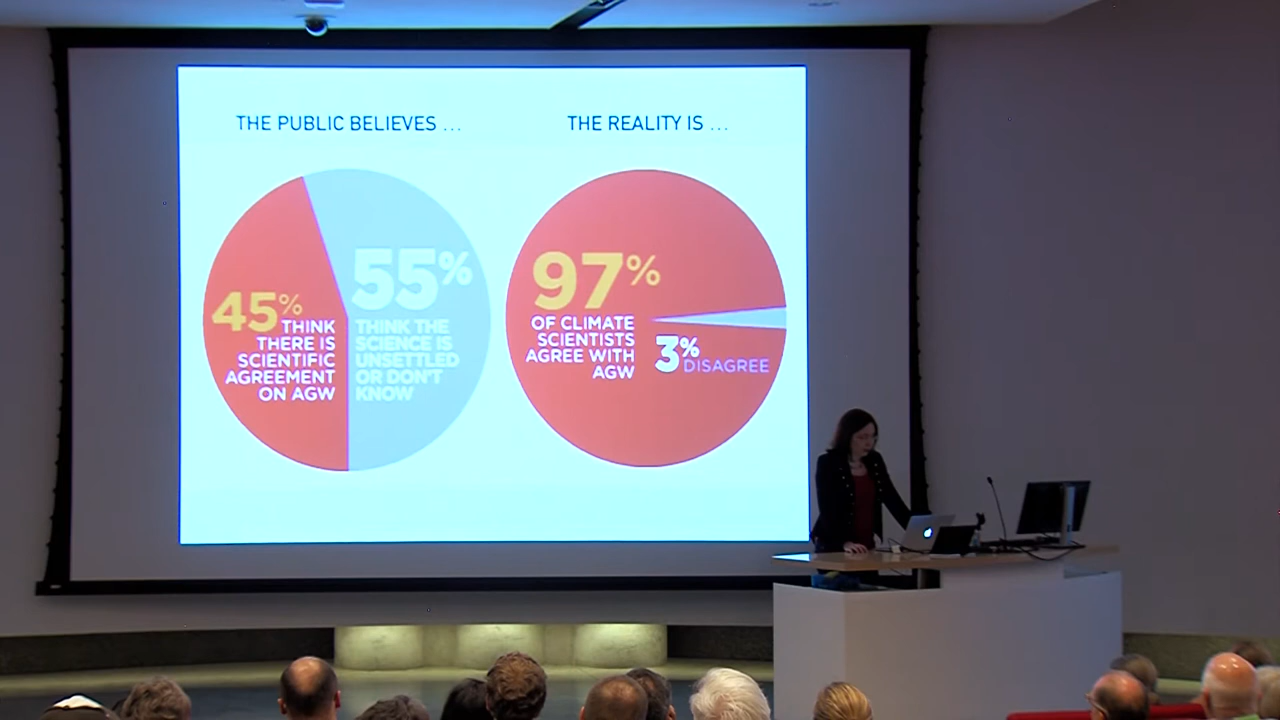 THE PUBLIC BELIEVES ...
45%
THINK
THERE IS
SCIENTIFIC
AGREEMENT
ON AGW
55%
THINK THE
SCIENCE IS
UNSETTLED
OR DON'T
KNOW
THE REALITY IS ...
97%
OF CLIMATE
SCIENTISTS
AGREE WITH
AGW
3%
DISAGREE